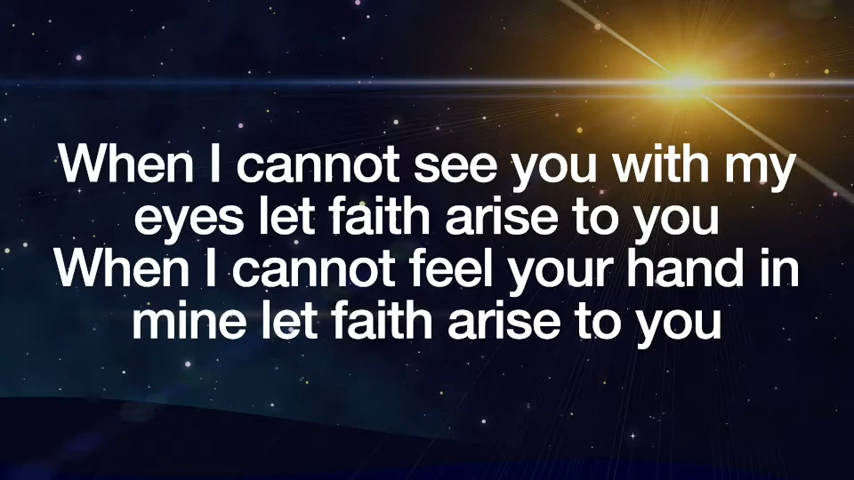 When I cannot see you with my
eyes let faith arise to you
When I cannot feel your hand in
mine let faith arise to you